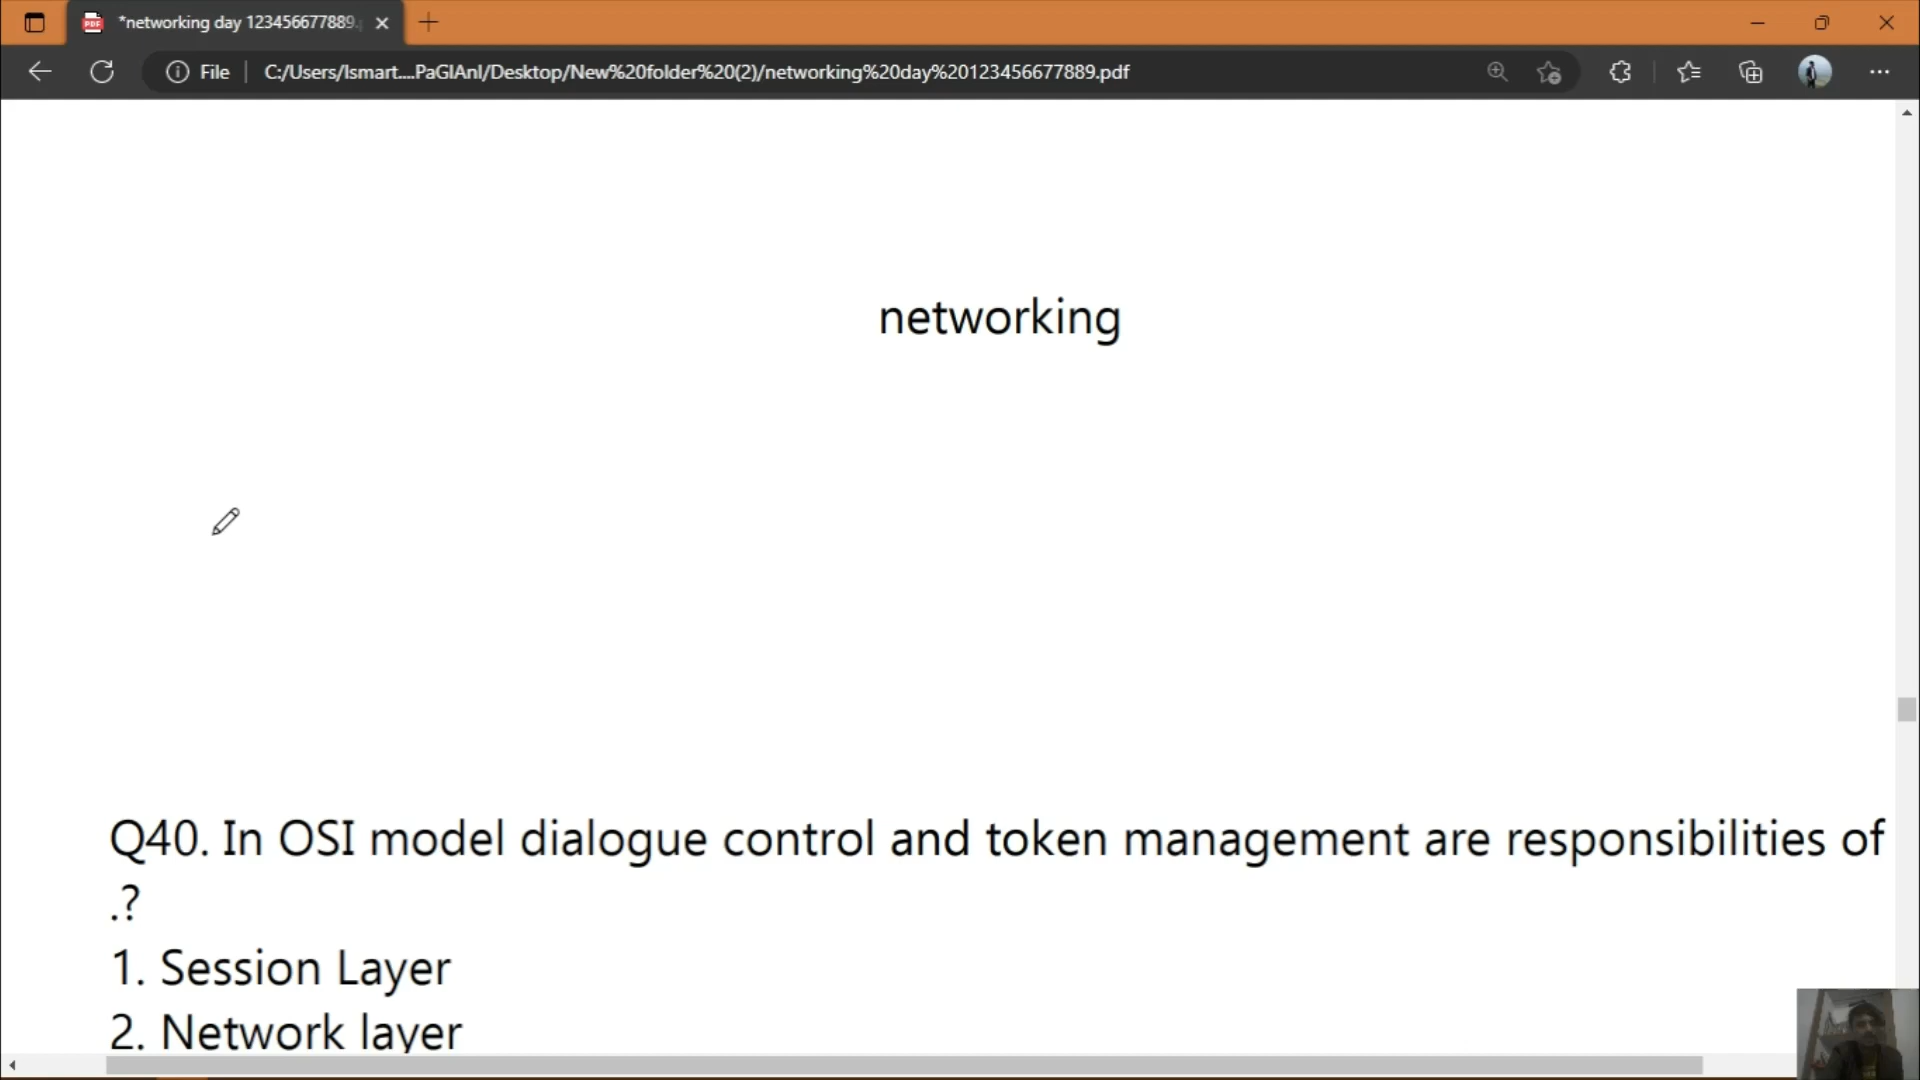 *networking day 123456677889.
File
C:/Users/Ismart....PaGlAnI/Desktop/New%20folder%20(2)/networking%20day%20123456677889.pdf
networking
Q40. In OSI model dialogue control and token management are responsibilities of
.?
1. Session Layer
2. Network layer